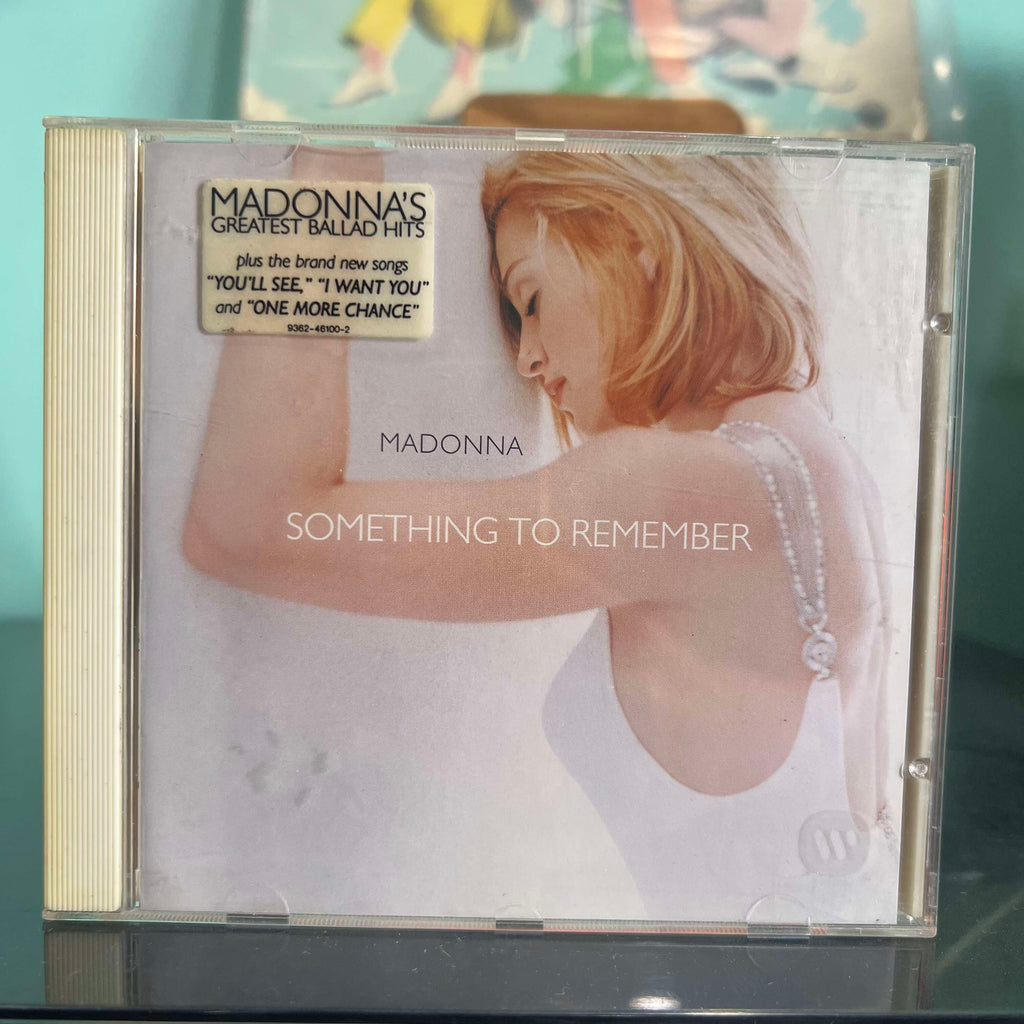 MADONNA'S
GREATEST BALLAD HITS
plus the brand new songs
"YOU'LL SEE," "I WANT YOU"
and "ONE MORE CHANCE"
9362-46100-2
MADONNA
SOMETHING TO REMEMBER